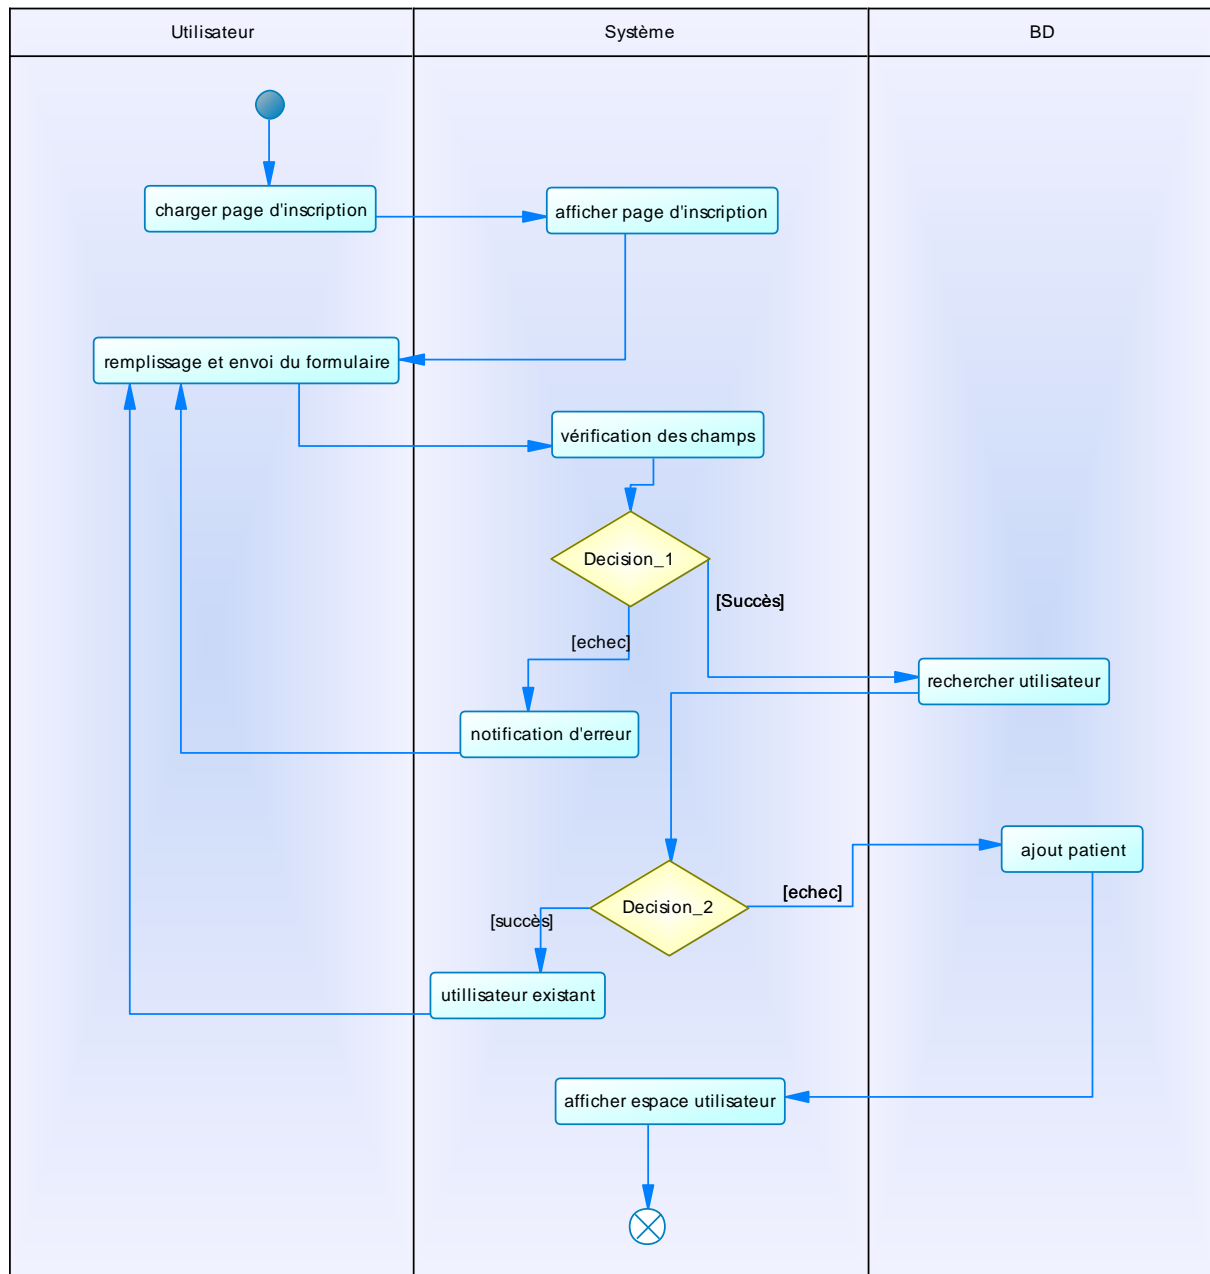 Utilisateur
Système
BD
charger page d'inscription
afficher page d'inscription
remplissage et envoi du formulaire
vérification des champs
Decision_1
[Succès]
[echec]
rechercher utilisateur
notification d'erreur
ajout patient
[echec]
Decision_2
[succès]
utillisateur existant
afficher espace utilisateur